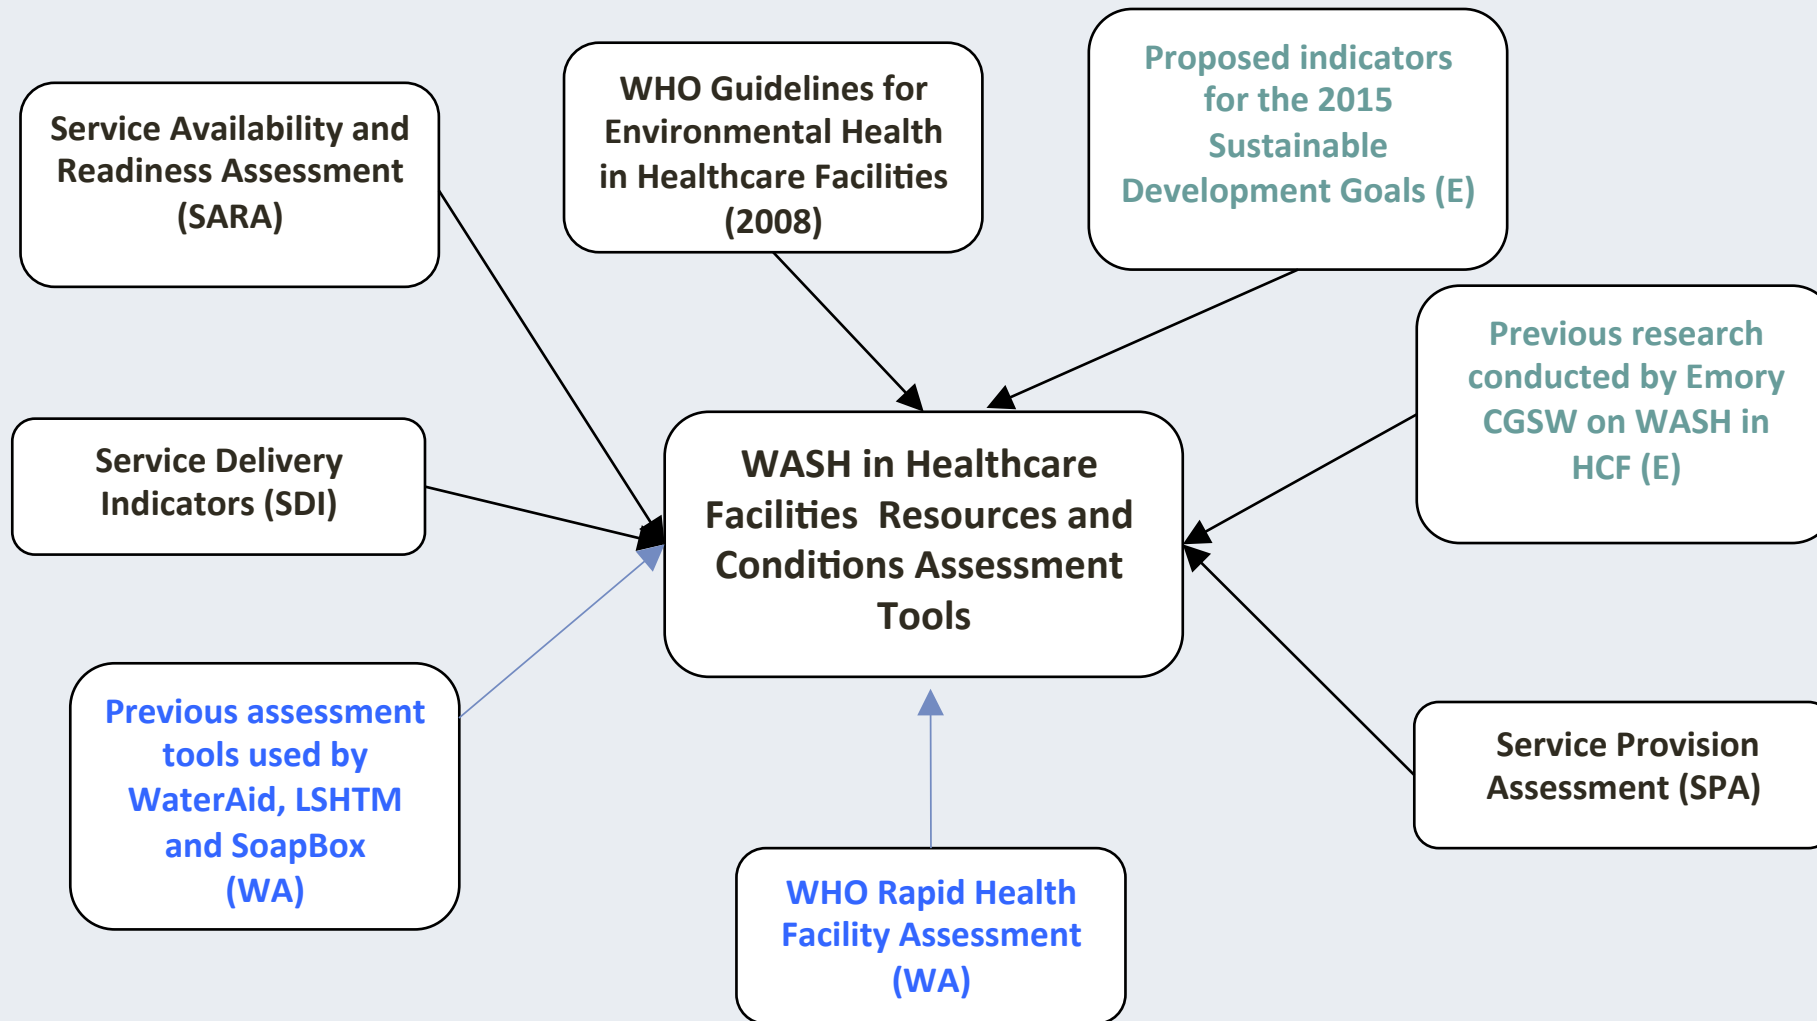 Service Availability and
Readiness Assessment
(SARA)
WHO Guidelines for
Environmental Health
in Healthcare Facilities
(2008)
Proposed indicators
for the 2015
Sustainable
Development Goals (E)
Previous research
conducted by Emory
CGSW on WASH in
HCF (E)
Service Delivery
Indicators (SDI)
WASH in Healthcare
Facilities Resources and
Conditions Assessment
Tools
Previous assessment
tools used by
WaterAid, LSHTM
and SoapBox
(WA)
WHO Rapid Health
Facility Assessment
(WA)
Service Provision
Assessment (SPA)